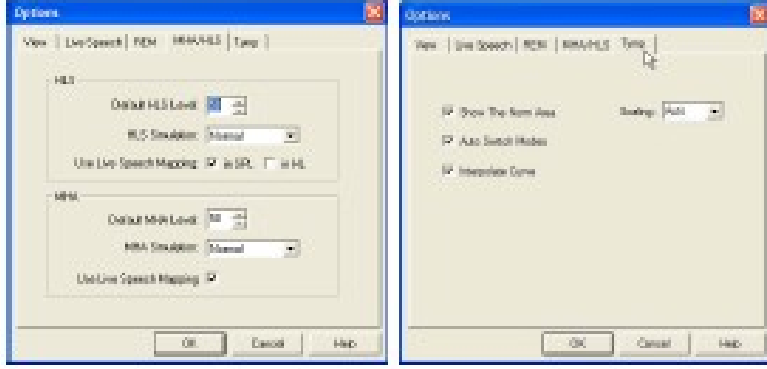 Options
View Live Speech REM MHA/HLS Tymp
HLS
Default HLS Level:
HLS Simulation: Normal
Use Live Speech Mapping: in SPL in HL
MHA
Default MHA Level: 50
MHA Simulation: Normal
Use Live Speech Mapping:
OK Cancel Help
Options
View Live Speech REM MHA/HLS Tymp
Show The Norm Area Scaling: Auto
Auto Switch Modes
Interpolate Curve
OK Cancel Help